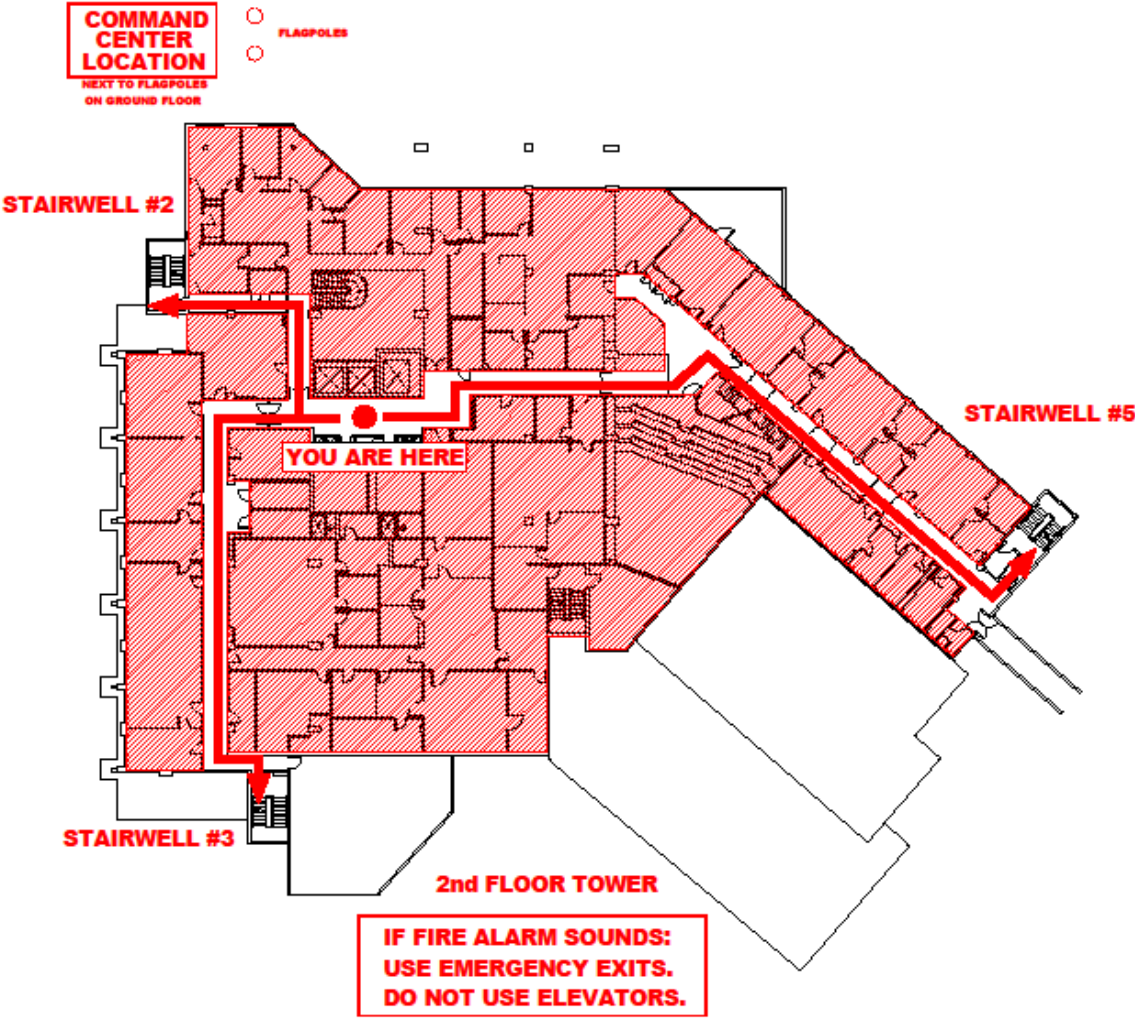 COMMAND
CENTER
LOCATION
NEXT TO FLAGPOLES
ON GROUND FLOOR
FLAGPOLES
STAIRWELL #2
STAIRWELL #5
YOU ARE HERE
STAIRWELL #3
2nd FLOOR TOWER
IF FIRE ALARM SOUNDS:
USE EMERGENCY EXITS.
DO NOT USE ELEVATORS.